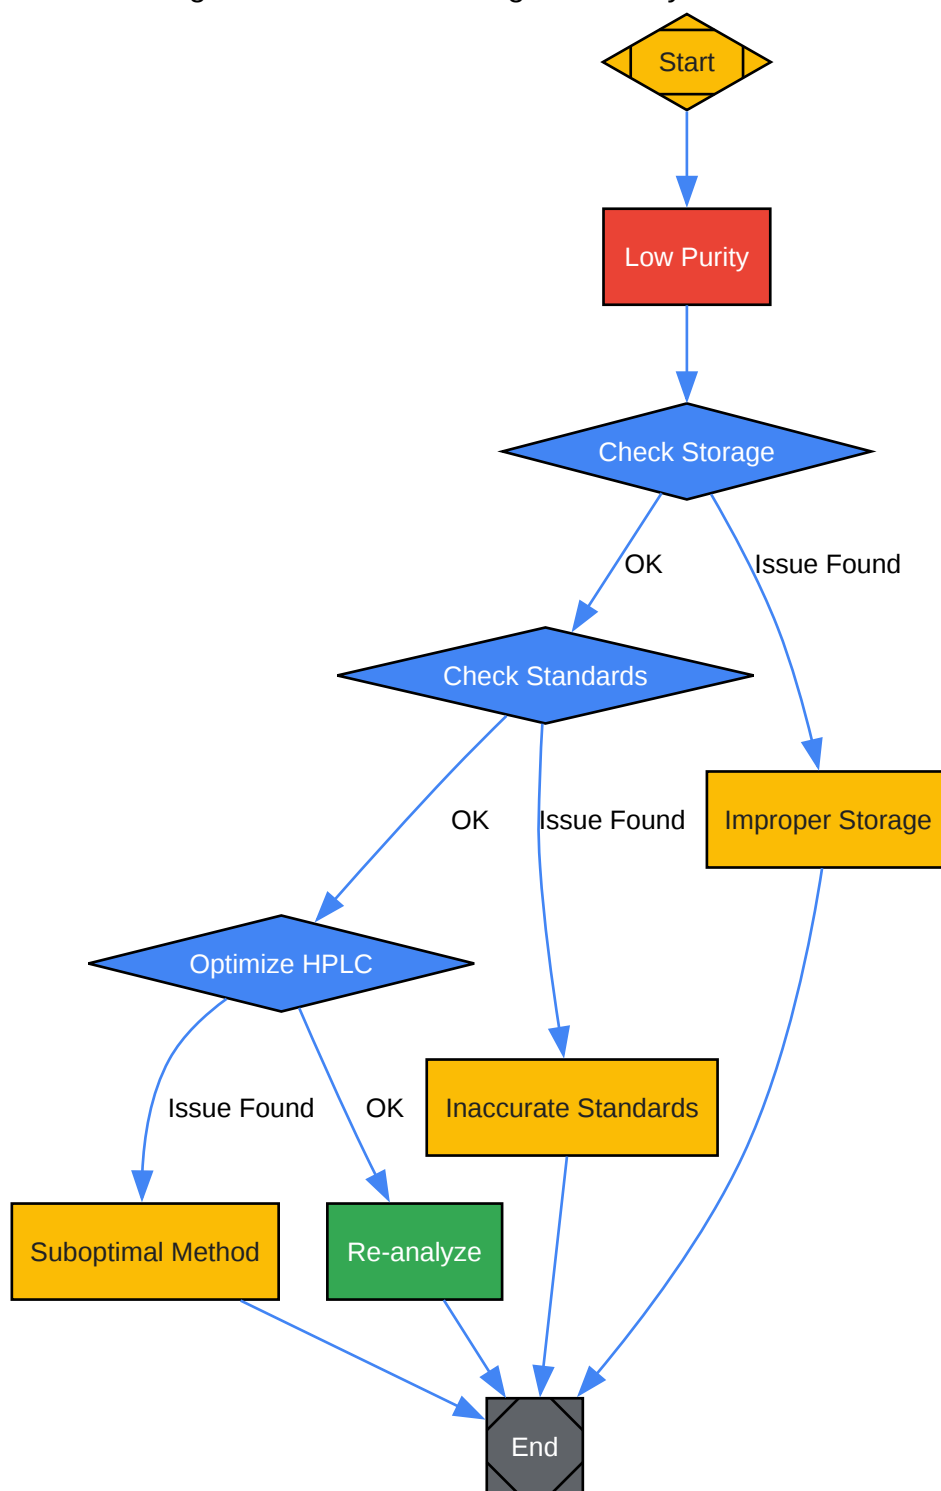 Start
Low Purity
Check Storage
OK
Issue Found
Check Standards
OK
Issue Found
Improper Storage
Optimize HPLC
Issue Found
OK
Inaccurate Standards
Suboptimal Method
Re-analyze
End